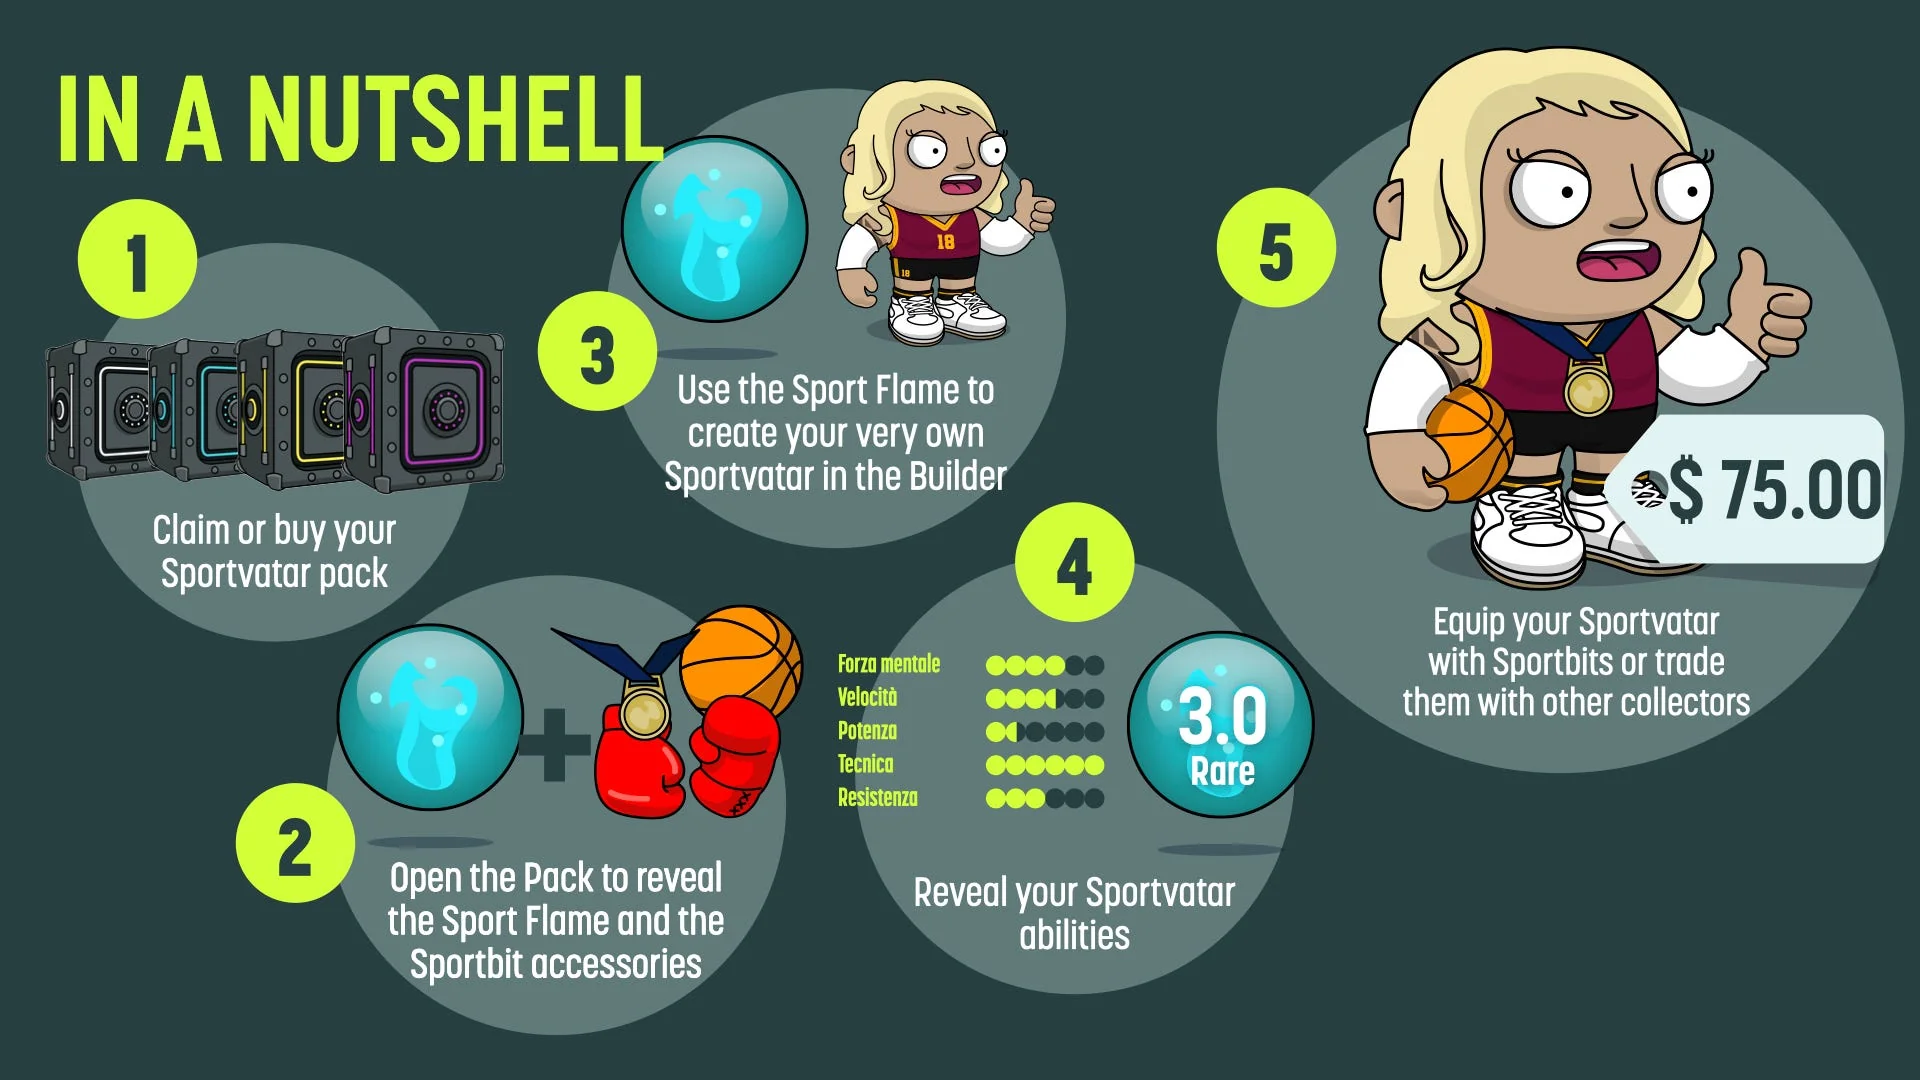 IN A NUTSHELL
1
Claim or buy your
Sportvatar pack
2
Open the Pack to reveal
the Sport Flame and the
Sportbit accessories
XXX
3
18
18
Use the Sport Flame to
create your very own
Sportvatar in the Builder
4
Forza mentale
Velocità
Potenza
Tecnica
Resistenza
3.0
Rare
Reveal your Sportvatar
abilities
5
$ 75.00
Equip your Sportvatar
with Sportbits or trade
them with other collectors